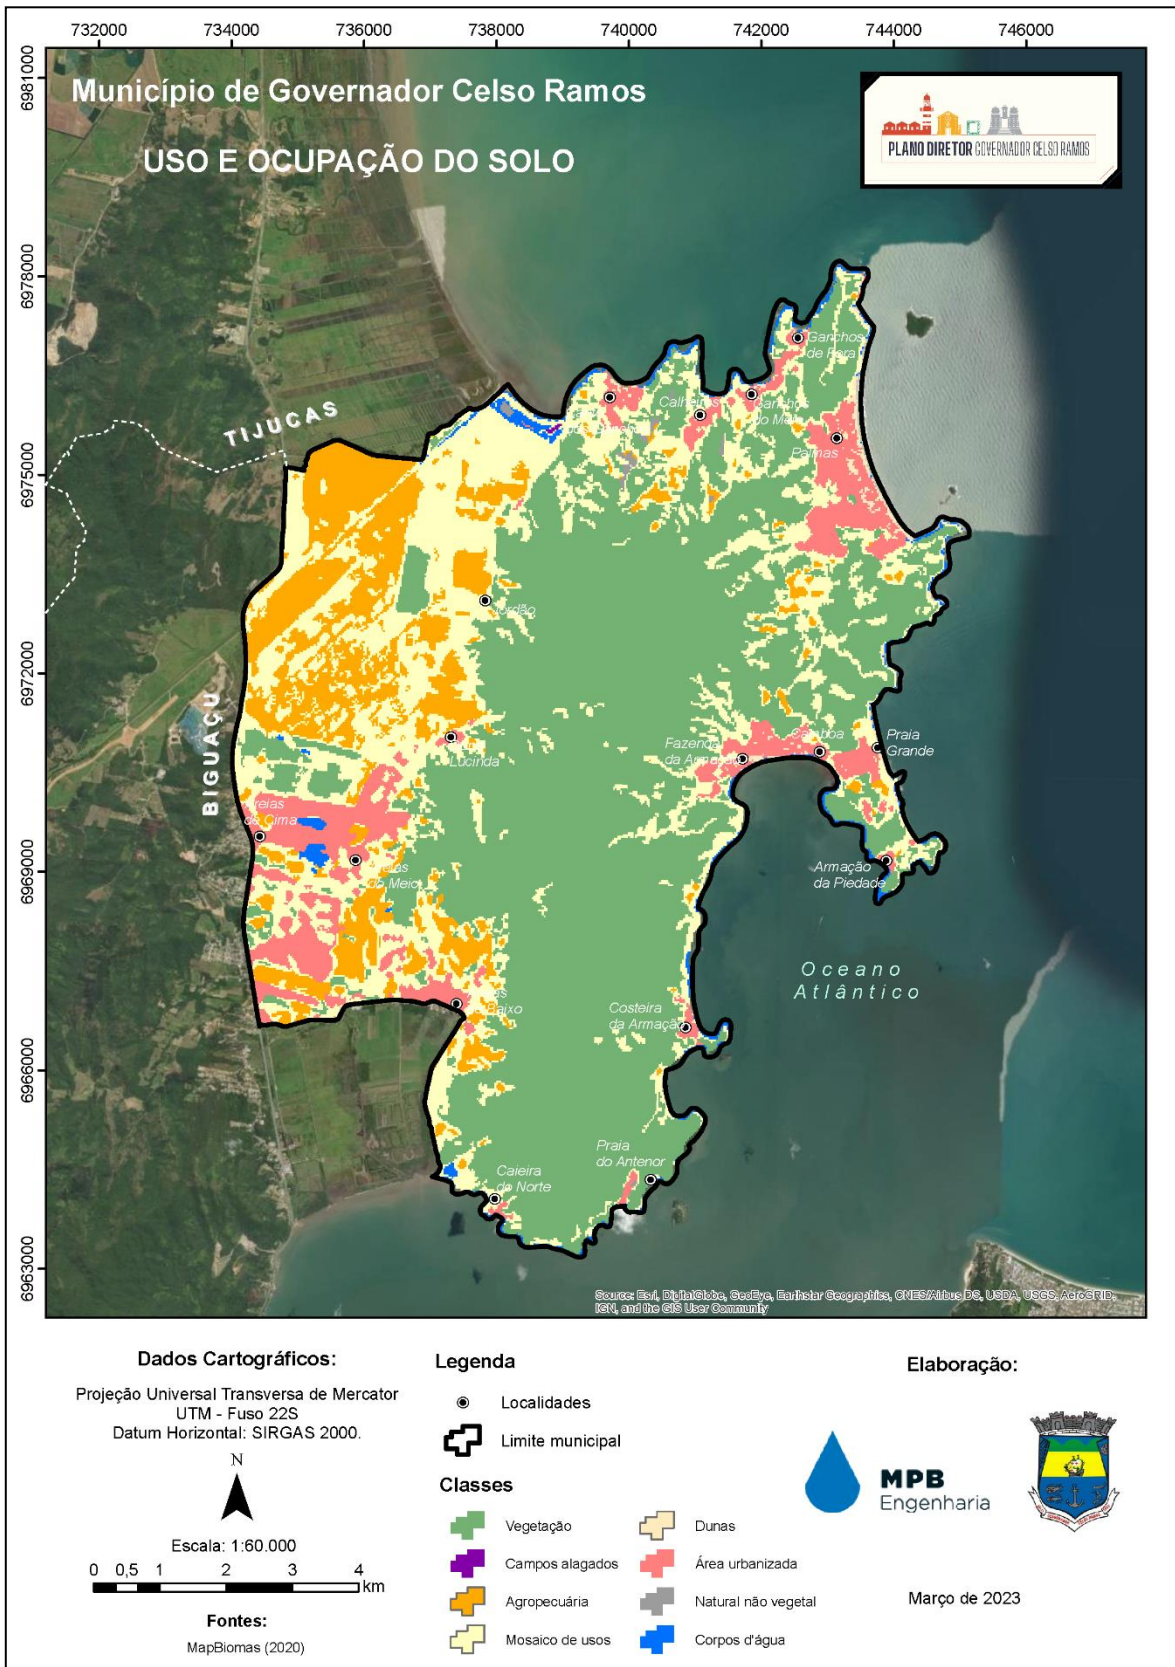 732000 734000 736000 738000 740000 742000 744000 746000
6981000
6978000
6975000
6972000
6969000
6966000
6963000
Município de Governador Celso Ramos
USO E OCUPAÇÃO DO SOLO
PLANO DIRETOR GOVERNADOR CELSO RAMOS
TIJUCAS
BIGUAÇU
Ganchos
de Fora
Calheiros
Ganchos
do Meio
Palmas
Jordão
Lucinda
Fazenda
da Armação
Caieira
do Norte
Praia
Grande
Areias
de Cima
Areias
do Meio
Armação
da Piedade
Baixo
Costeira
da Armação
Oceano
Atlântico
Praia
do Antenor
Source: Esri, DigitalGlobe, GeoEye, Earthstar Geographics, CNES/Airbus DS, USDA, USGS, AeroGRID,
IGN, and the GIS User Community
Dados Cartográficos:
Projeção Universal Transversa de Mercator
UTM - Fuso 22S
Datum Horizontal: SIRGAS 2000.
N
Escala: 1:60.000
0 0,5 1 2 3 4
km
Fontes:
MapBiomas (2020)
Legenda
Localidades
Limite municipal
Classes
Vegetação
Campos alagados
Agropecuária
Mosaico de usos
Dunas
Área urbanizada
Natural não vegetal
Corpos d'água
Elaboração:
MPB
Engenharia
Março de 2023